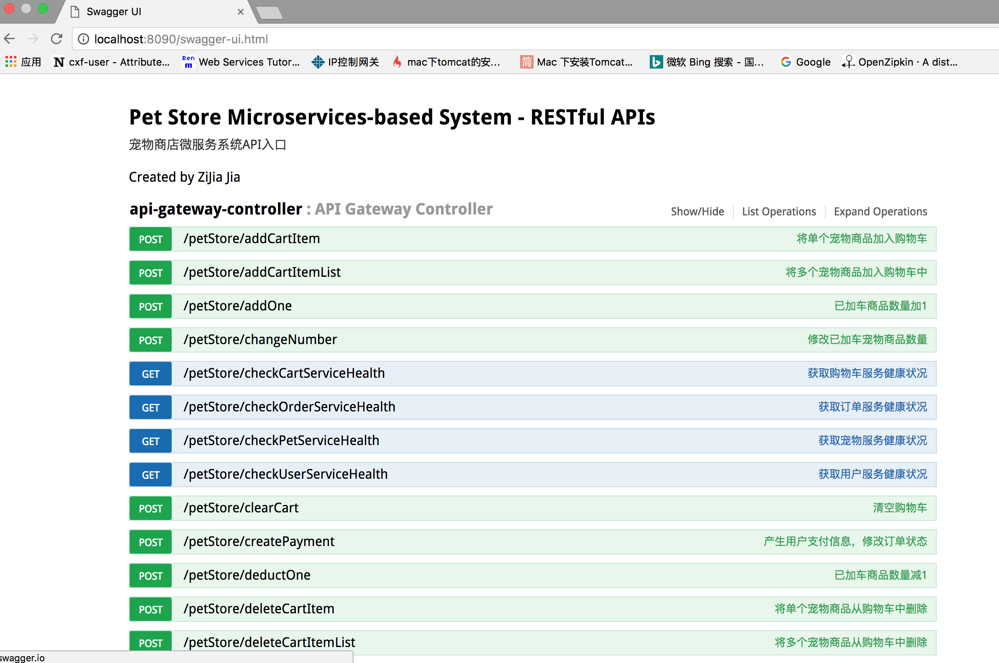 Swagger UI
localhost:8090/swagger-ui.html
应用 cxf-user - Attribute... Ben m Web Services Tutor... IP控制网关 mac下tomcat的安... 简 Mac 下安装Tomcat... 微软 Bing 搜索 - 国... Google OpenZipkin · A dist...
Pet Store Microservices-based System - RESTful APIs
宠物商店微服务系统API入口
Created by ZiJia Jia
api-gateway-controller : API Gateway Controller Show/Hide List Operations Expand Operations
POST /petStore/addCartItem 将单个宠物商品加入购物车
POST /petStore/addCartItemList 将多个宠物商品加入购物车中
POST /petStore/addOne 已加车商品数量加1
POST /petStore/changeNumber 修改已加车宠物商品数量
GET /petStore/checkCartServiceHealth 获取购物车服务健康状况
GET /petStore/checkOrderServiceHealth 获取订单服务健康状况
GET /petStore/checkPetServiceHealth 获取宠物服务健康状况
GET /petStore/checkUserServiceHealth 获取用户服务健康状况
POST /petStore/clearCart 清空购物车
POST /petStore/createPayment 产生用户支付信息，修改订单状态
POST /petStore/deductOne 已加车商品数量减1
POST /petStore/deleteCartItem 将单个宠物商品从购物车中删除
POST /petStore/deleteCartItemList 将多个宠物商品从购物车中删除
swagger.io